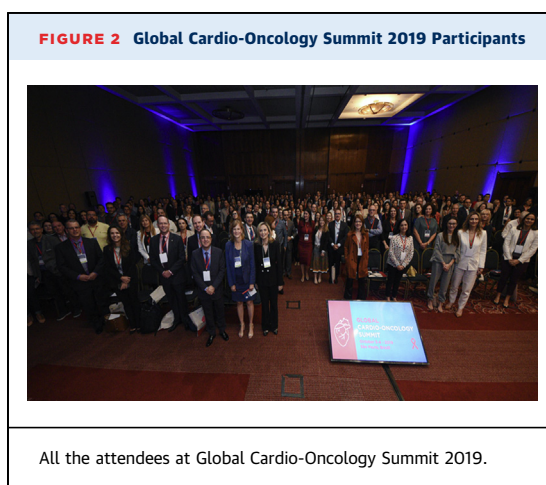 FIGURE 2 Global Cardio-Oncology Summit 2019 Participants
GLOBAL
CARDIO-ONCOLOGY
SUMMIT
All the attendees at Global Cardio-Oncology Summit 2019.